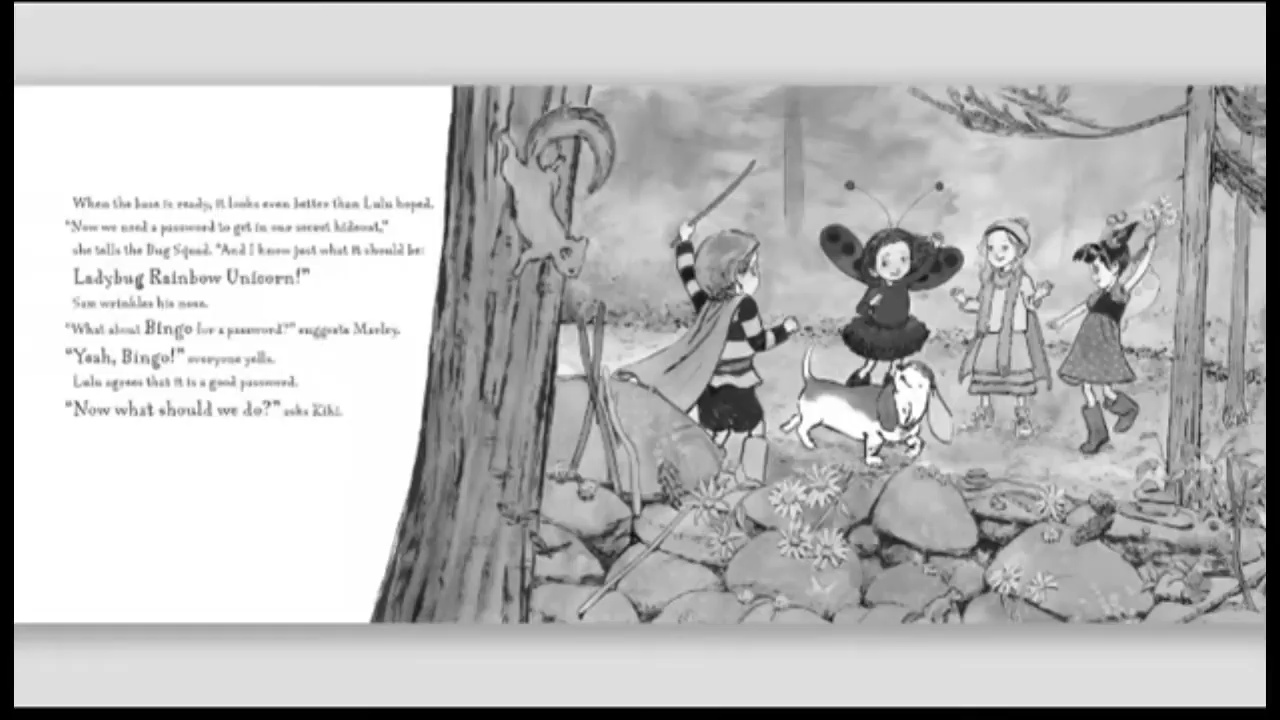 When the base is ready, it looks even better than Lulu hoped.
"Now we need a password to get in our secret hideout,"
she tells the Bug Squad. "And I know just what it should be:
Ladybug Rainbow Unicorn!"
Sam wrinkles his nose.
"What about Bingo for a password?" suggests Marley.
"Yeah, Bingo!" everyone yells.
Lulu agrees that it is a good password.
"Now what should we do?" asks Kiki.